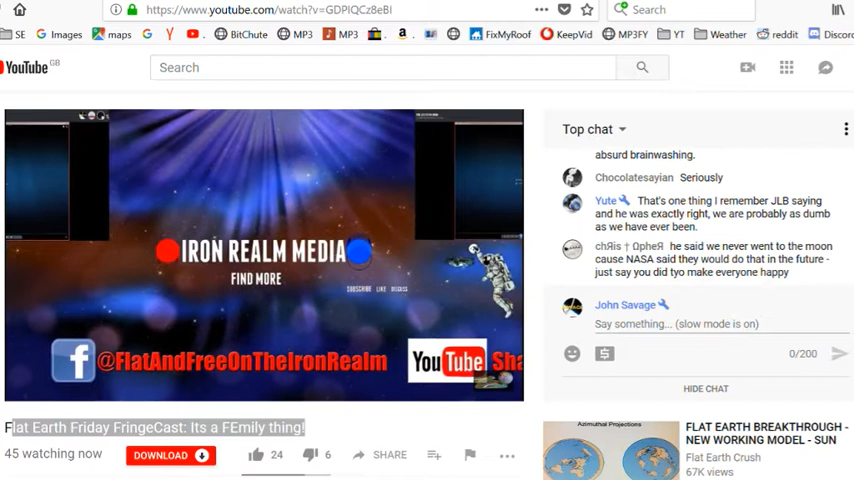 https://www.youtube.com/watch?v=GDPIQCz8eBI
Search
SE
Images
maps
BitChute
MP3
MP3
FixMyRoof
KeepVid
MP3FY
YT
Weather
reddit
Discord
YouTube GB
Search
IRON REALM MEDIA
FIND MORE
SUBSCRIBE LIKE DISCUSS
@FlatAndFreeOnTheIronRealm
YouTube Sha
Flat Earth Friday FringeCast: Its a FEmily thing!
45 watching now
DOWNLOAD
24
6
SHARE
Top chat
absurd brainwashing.
Chocolatesayian Seriously
Yute That's one thing I remember JLB saying
and he was exactly right, we are probably as dumb
as we have ever been.
chЯis † ΩpheЯ he said we never went to the moon
cause NASA said they would do that in the future -
just say you did tyo make everyone happy
John Savage
Say something... (slow mode is on)
0/200
HIDE CHAT
Azimuthal Projections
FLAT EARTH BREAKTHROUGH -
NEW WORKING MODEL - SUN
Flat Earth Crush
67K views